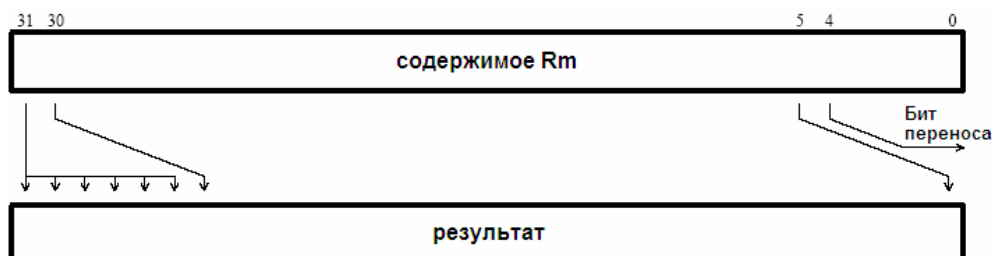 31 30 5 4 0
содержимое Rm
Бит
переноса
результат